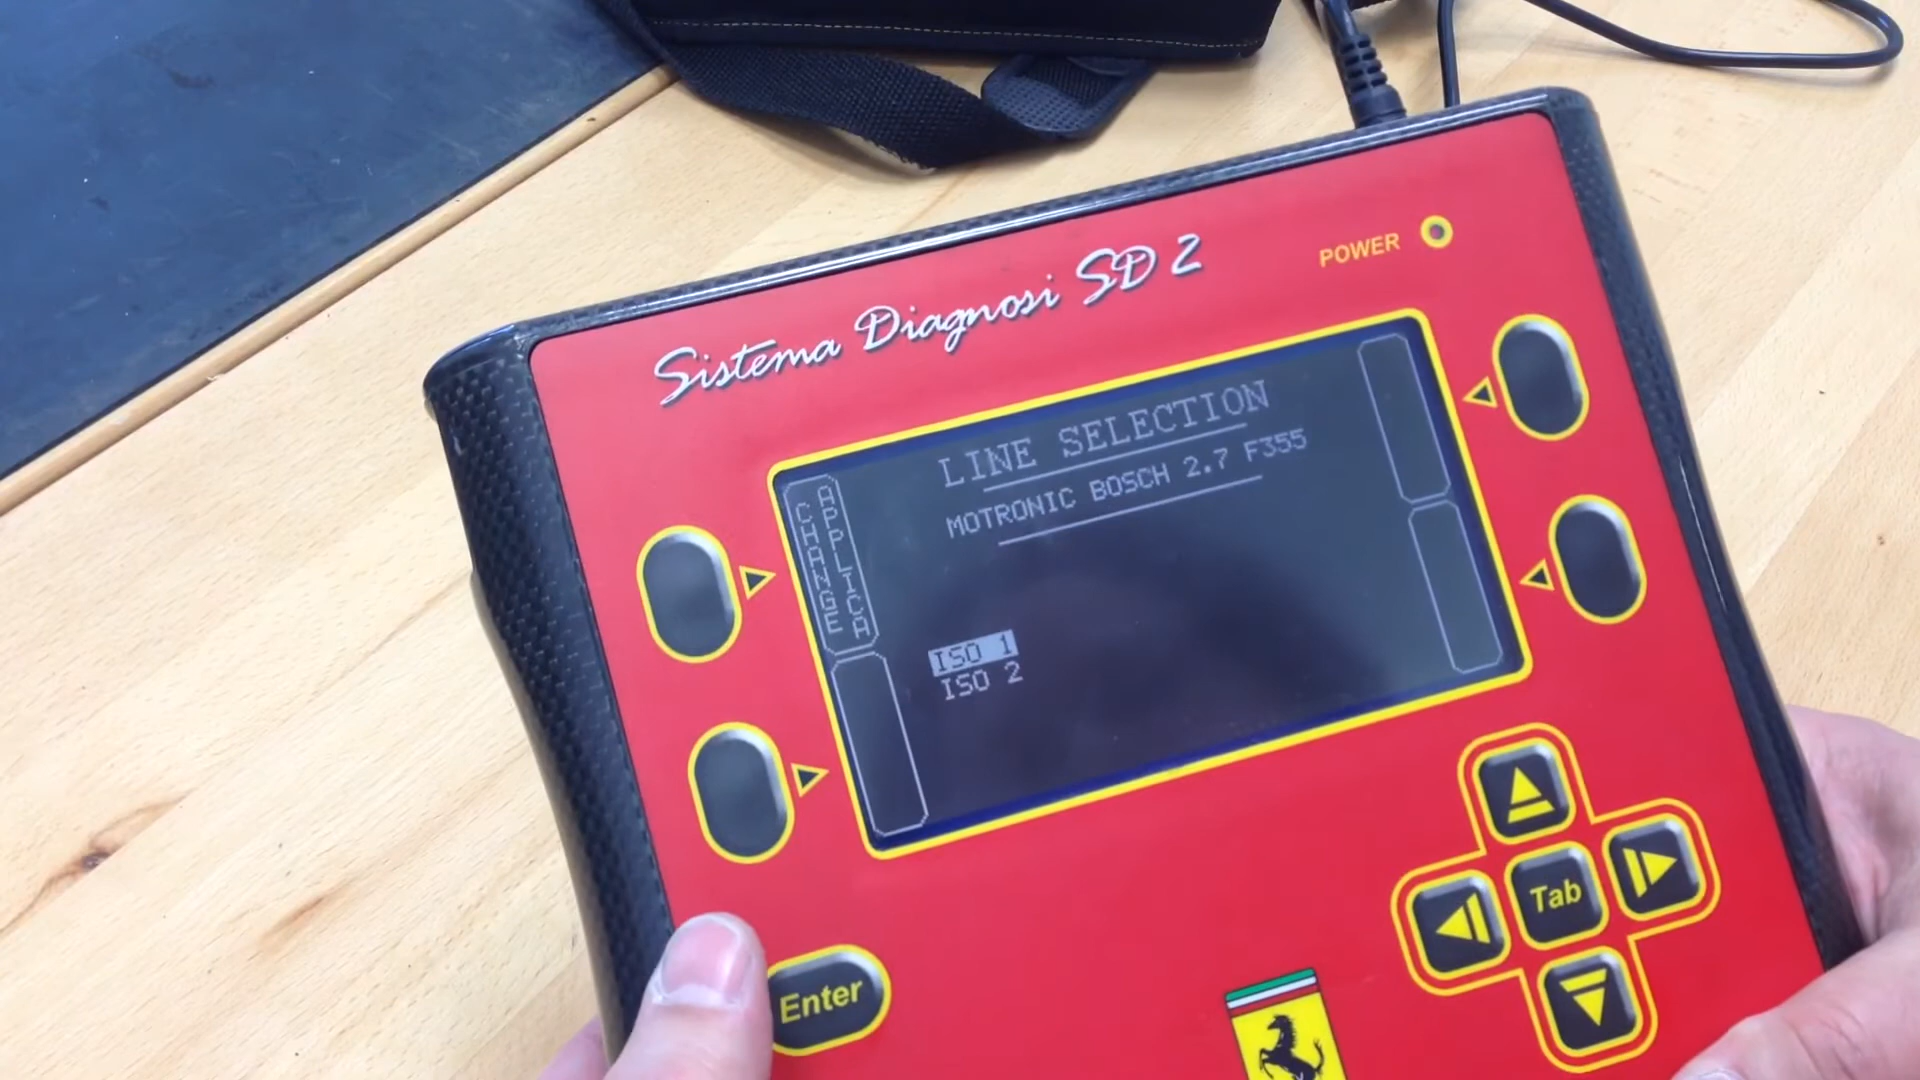 Sistema Diagnosi SD 2
POWER
LINE SELECTION
MOTRONIC BOSCH 2.7 F355
CHANGE
ISO 1
ISO 2
Tab
Enter